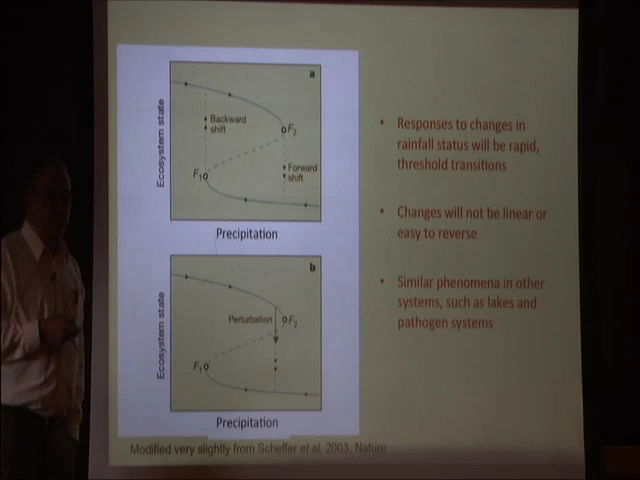 a
Ecosystem state
Backward
shift
F2
F1
Forward
shift
Precipitation
b
Ecosystem state
Perturbation
F2
F1
Precipitation
• Responses to changes in
rainfall status will be rapid,
threshold transitions
• Changes will not be linear or
easy to reverse
• Similar phenomena in other
systems, such as lakes and
pathogen systems
Modified very slightly from Scheffer et al. 2003, Nature